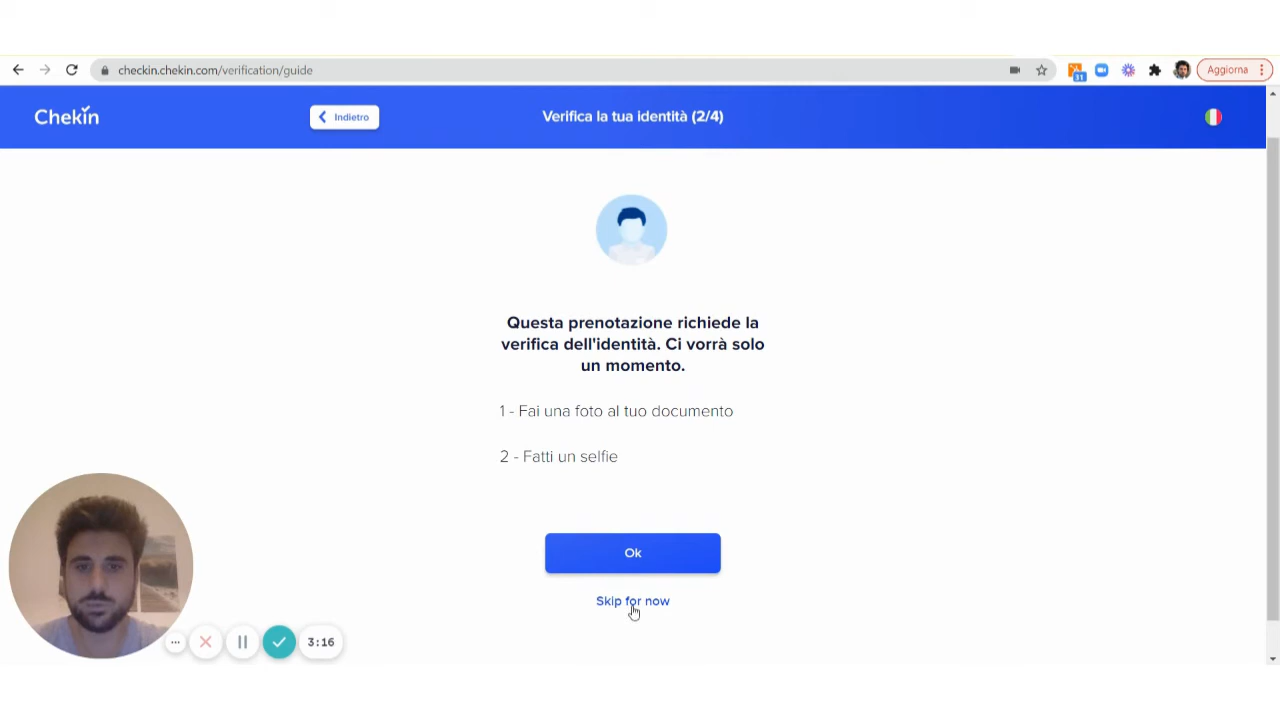 checkin.chekin.com/verification/guide
31
Aggiorna
Chekin
Indietro
Verifica la tua identità (2/4)
Questa prenotazione richiede la
verifica dell'identità. Ci vorrà solo
un momento.
1 - Fai una foto al tuo documento
2 - Fatti un selfie
Ok
Skip for now
3:16